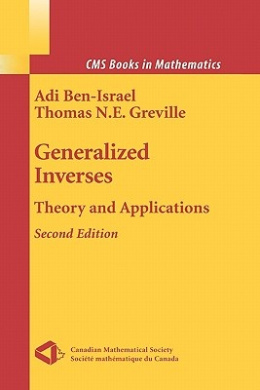 CMS Books in Mathematics
Adi Ben-Israel
Thomas N.E. Greville
Generalized
Inverses
Theory and Applications
Second Edition
Canadian Mathematical Society
Société mathématique du Canada